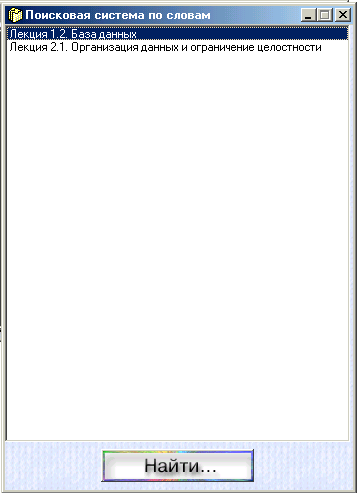 Поисковая система по словам
Лекция 1.2. База данных
Лекция 2.1. Организация данных и ограничение целостности
Найти...